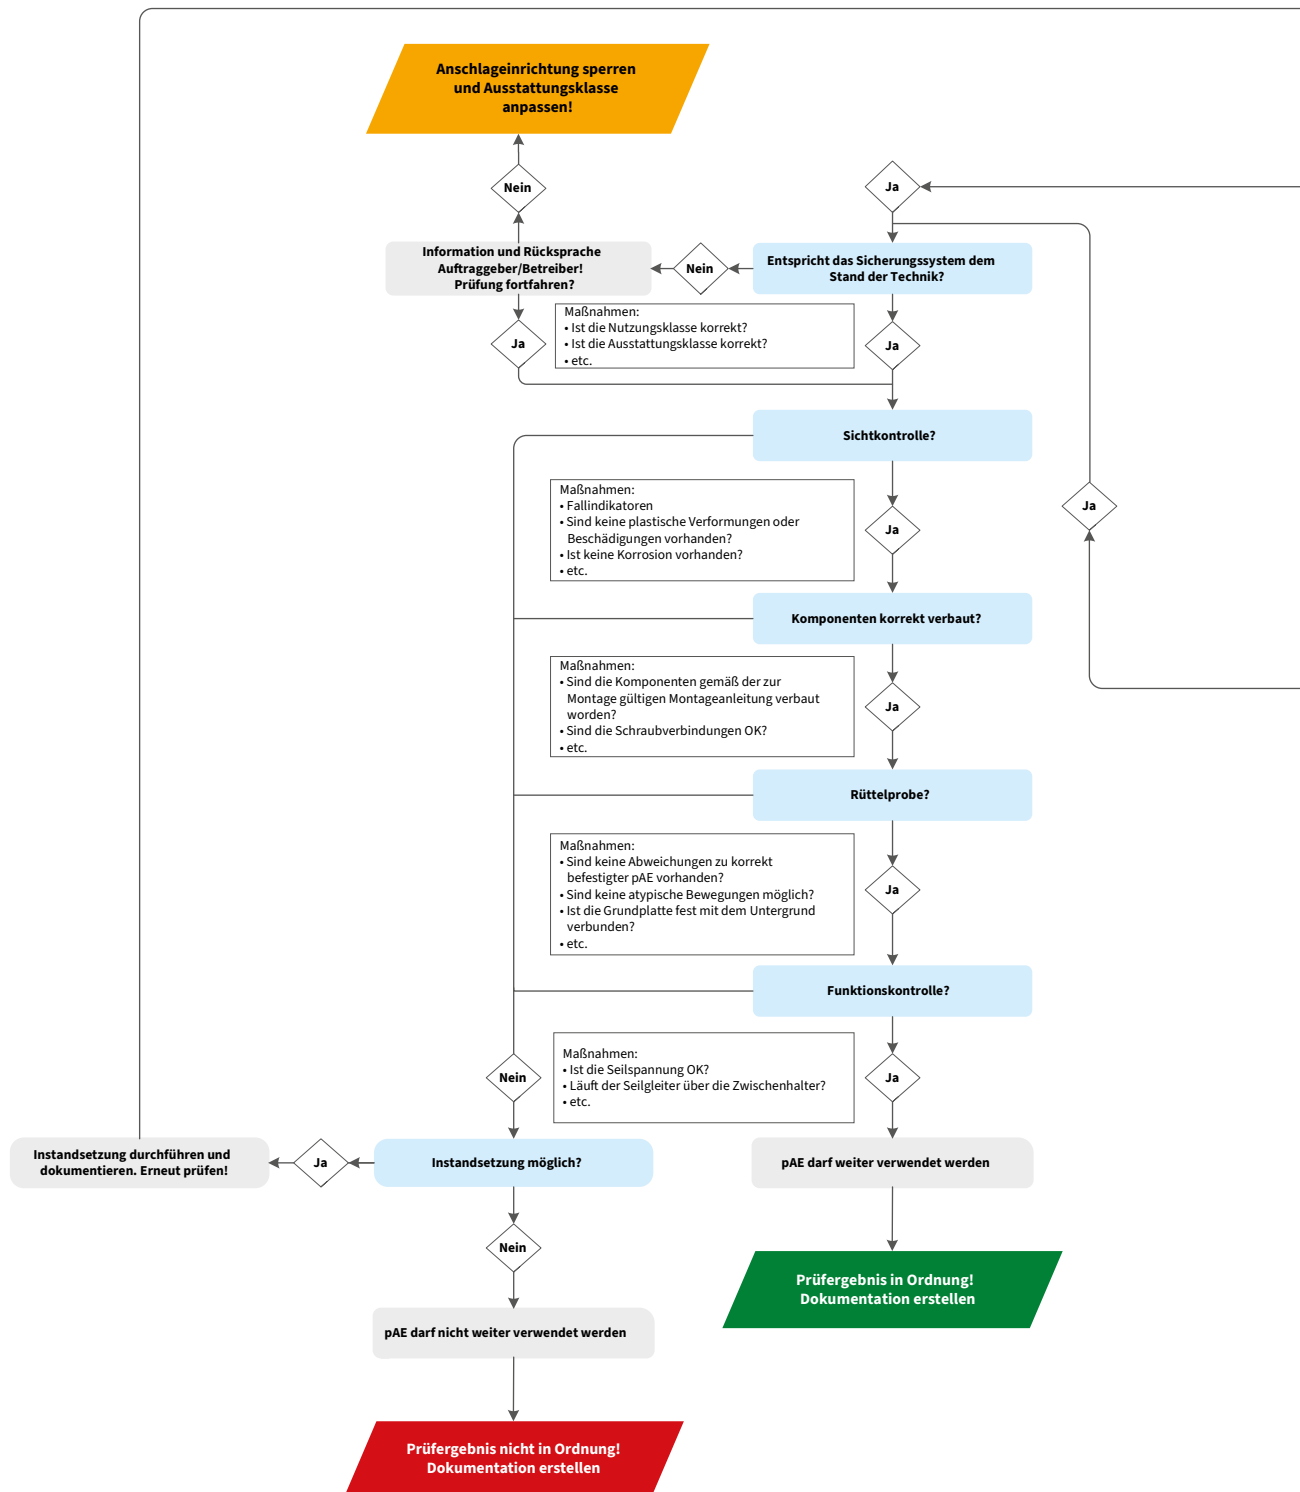 Anschlageinrichtung sperren
und Ausstattungsklasse
anpassen!
Nein
Ja
Information und Rücksprache
Auftraggeber/Betreiber!
Prüfung fortfahren?
Nein
Entspricht das Sicherungssystem dem
Stand der Technik?
Ja
Maßnahmen:
• Ist die Nutzungsklasse korrekt?
• Ist die Ausstattungsklasse korrekt?
• etc.
Ja
Sichtkontrolle?
Maßnahmen:
• Fallindikatoren
• Sind keine plastische Verformungen oder
Beschädigungen vorhanden?
• Ist keine Korrosion vorhanden?
• etc.
Ja
Ja
Komponenten korrekt verbaut?
Maßnahmen:
• Sind die Komponenten gemäß der zur
Montage gültigen Montageanleitung verbaut
worden?
• Sind die Schraubverbindungen OK?
• etc.
Ja
Rüttelprobe?
Maßnahmen:
• Sind keine Abweichungen zu korrekt
befestigter pAE vorhanden?
• Sind keine atypische Bewegungen möglich?
• Ist die Grundplatte fest mit dem Untergrund
verbunden?
• etc.
Ja
Funktionskontrolle?
Nein
Maßnahmen:
• Ist die Seilspannung OK?
• Läuft der Seilgleiter über die Zwischenhalter?
• etc.
Ja
Instandsetzung durchführen und
dokumentieren. Erneut prüfen!
Ja
Instandsetzung möglich?
pAE darf weiter verwendet werden
Nein
Prüfergebnis in Ordnung!
Dokumentation erstellen
pAE darf nicht weiter verwendet werden
Prüfergebnis nicht in Ordnung!
Dokumentation erstellen